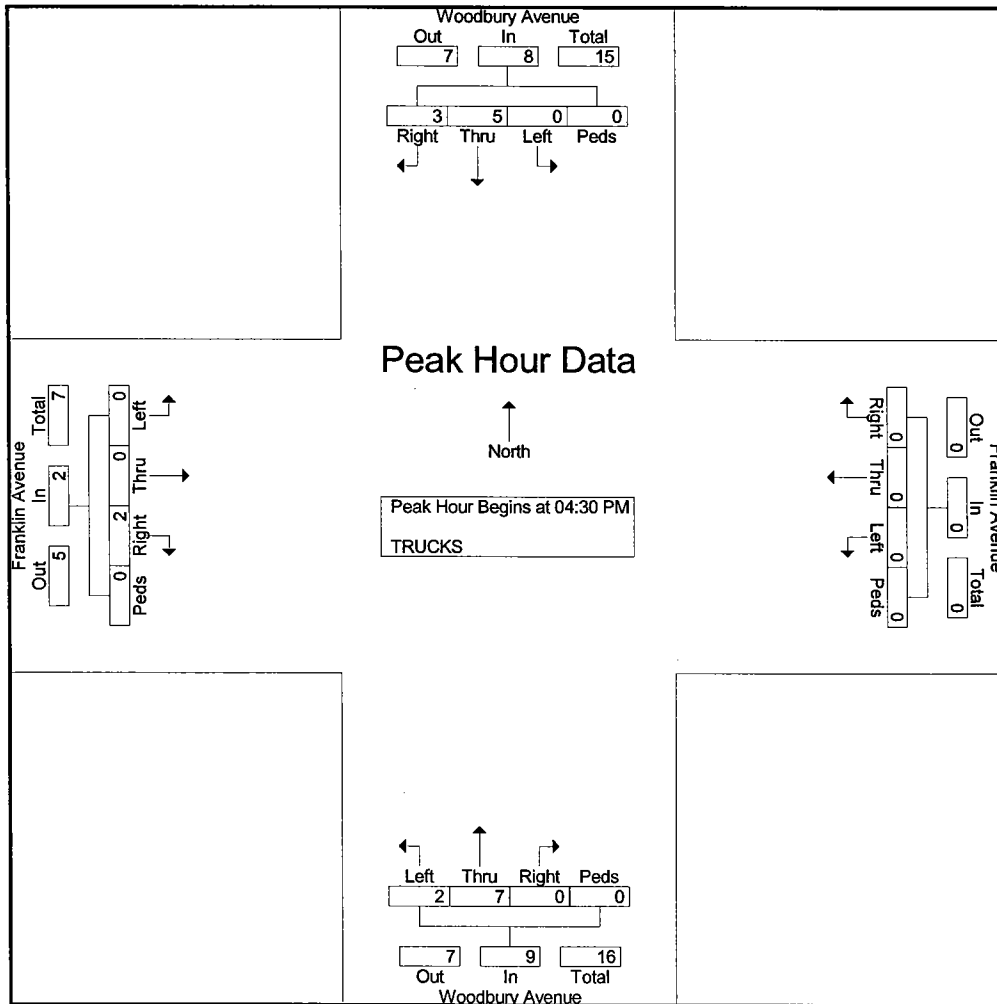 Woodbury Avenue
Out In Total
7 8 15
3 5 0 0
Right Thru Left Peds
Peak Hour Data
North
Peak Hour Begins at 04:30 PM
TRUCKS
Franklin Avenue
Total In Out
7 2 5
0 0 2 0
Left Thru Right Peds
Right Thru Left Peds
0 0 0 0
Out In Total
0 0 0
Franklin Avenue
Left Thru Right Peds
2 7 0 0
7 9 16
Out In Total
Woodbury Avenue